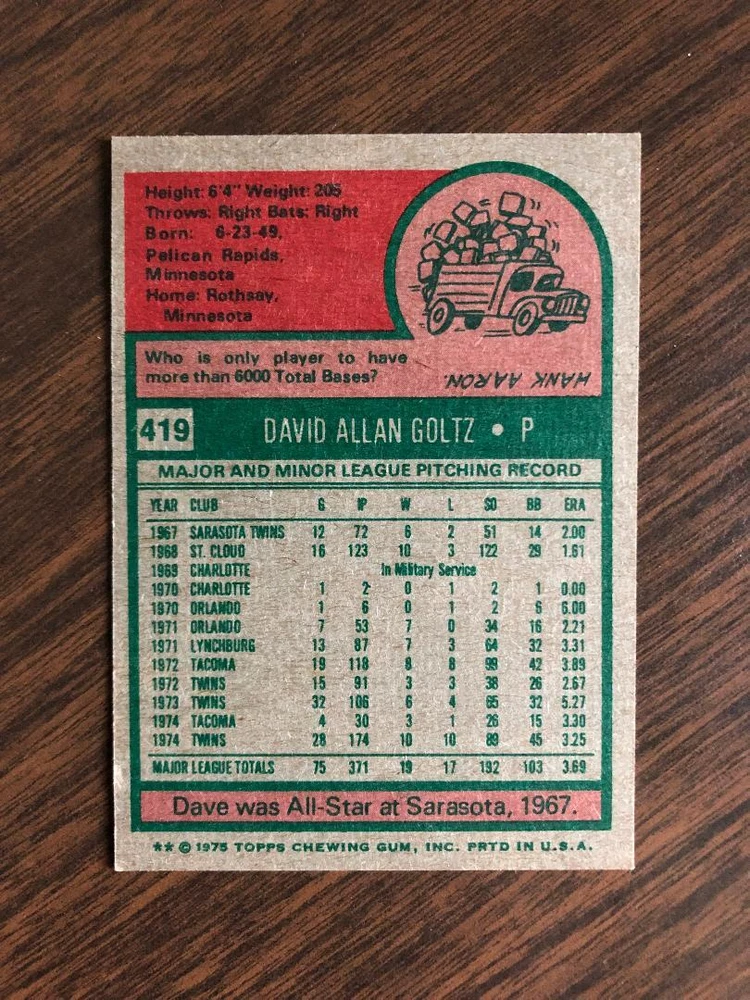 Height: 6'4" Weight: 205
Throws: Right Bats: Right
Born: 6-23-49,
Pelican Rapids,
Minnesota
Home: Rothsay,
Minnesota
Who is only player to have
more than 6000 Total Bases?
HANK AARON.
419 DAVID ALLAN GOLTZ • P
MAJOR AND MINOR LEAGUE PITCHING RECORD
YEAR CLUB G IP W L SO BB ERA
1967 SARASOTA TWINS 12 72 6 2 51 14 2.00
1968 ST. CLOUD 16 123 10 3 122 29 1.61
1969 CHARLOTTE In Military Service
1970 CHARLOTTE 1 2 0 1 2 1 0.00
1970 ORLANDO 1 6 0 1 2 6 6.00
1971 ORLANDO 7 53 7 0 34 16 2.21
1971 LYNCHBURG 13 87 7 3 64 32 3.31
1972 TACOMA 19 118 8 8 99 42 3.89
1972 TWINS 15 91 3 3 38 26 2.67
1973 TWINS 32 106 6 4 65 32 5.27
1974 TACOMA 4 30 3 1 26 15 3.30
1974 TWINS 28 174 10 10 89 45 3.25
MAJOR LEAGUE TOTALS 75 371 19 17 192 103 3.69
Dave was All-Star at Sarasota, 1967.
** © 1975 TOPPS CHEWING GUM, INC. PRTD IN U.S.A.